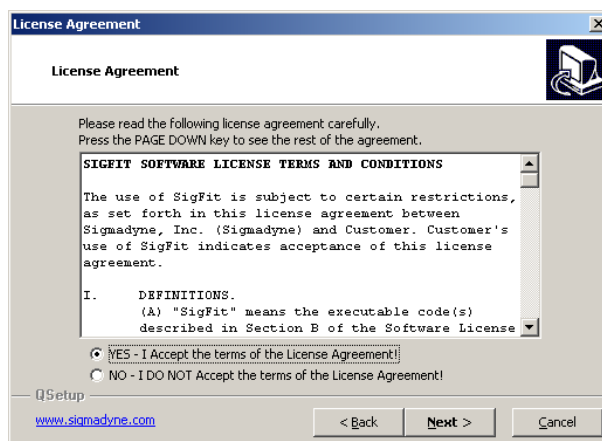 License Agreement
License Agreement
Please read the following license agreement carefully.
Press the PAGE DOWN key to see the rest of the agreement.
SIGFIT SOFTWARE LICENSE TERMS AND CONDITIONS
The use of SigFit is subject to certain restrictions,
as set forth in this license agreement between
Sigmadyne, Inc. (Sigmadyne) and Customer. Customer's
use of SigFit indicates acceptance of this license
agreement.
I. DEFINITIONS.
(A) "SigFit" means the executable code(s)
described in Section B of the Software License
YES - I Accept the terms of the License Agreement!
NO - I DO NOT Accept the terms of the License Agreement!
QSetup
www.sigmadyne.com
< Back
Next >
Cancel